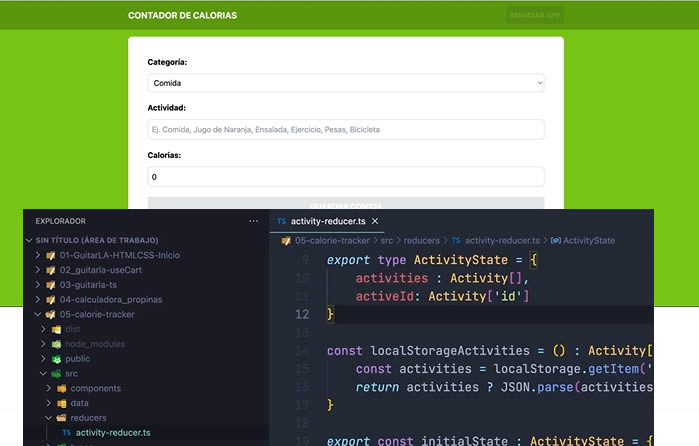 CONTADOR DE CALORIAS
REINICIAR APP
Categoría:
Comida
Actividad:
Ej. Comida, Jugo de Naranja, Ensalada, Ejercicio, Pesas, Bicicleta
Calorias:
0
GUARDAR COMIDA
EXPLORADOR ...
SIN TÍTULO (ÁREA DE TRABAJO)
01-GuitarLA-HTMLCSS-Inicio
02_guitarla-useCart
03-guitarla-ts
04-calculadora_propinas
05-calorie-tracker
dist
node_modules
public
src
components
data
reducers
TS activity-reducer.ts
TS activity-reducer.ts ×
05-calorie-tracker > src > reducers > TS activity-reducer.ts > ActivityState
9 export type ActivityState = {
10 activities : Activity[],
11 activeId: Activity['id']
12 }
13
14 const localStorageActivities = () : Activity[
15 const activities = localStorage.getItem('
16 return activities ? JSON.parse(activities
17 }
18
19 export const initialState : ActivityState = {